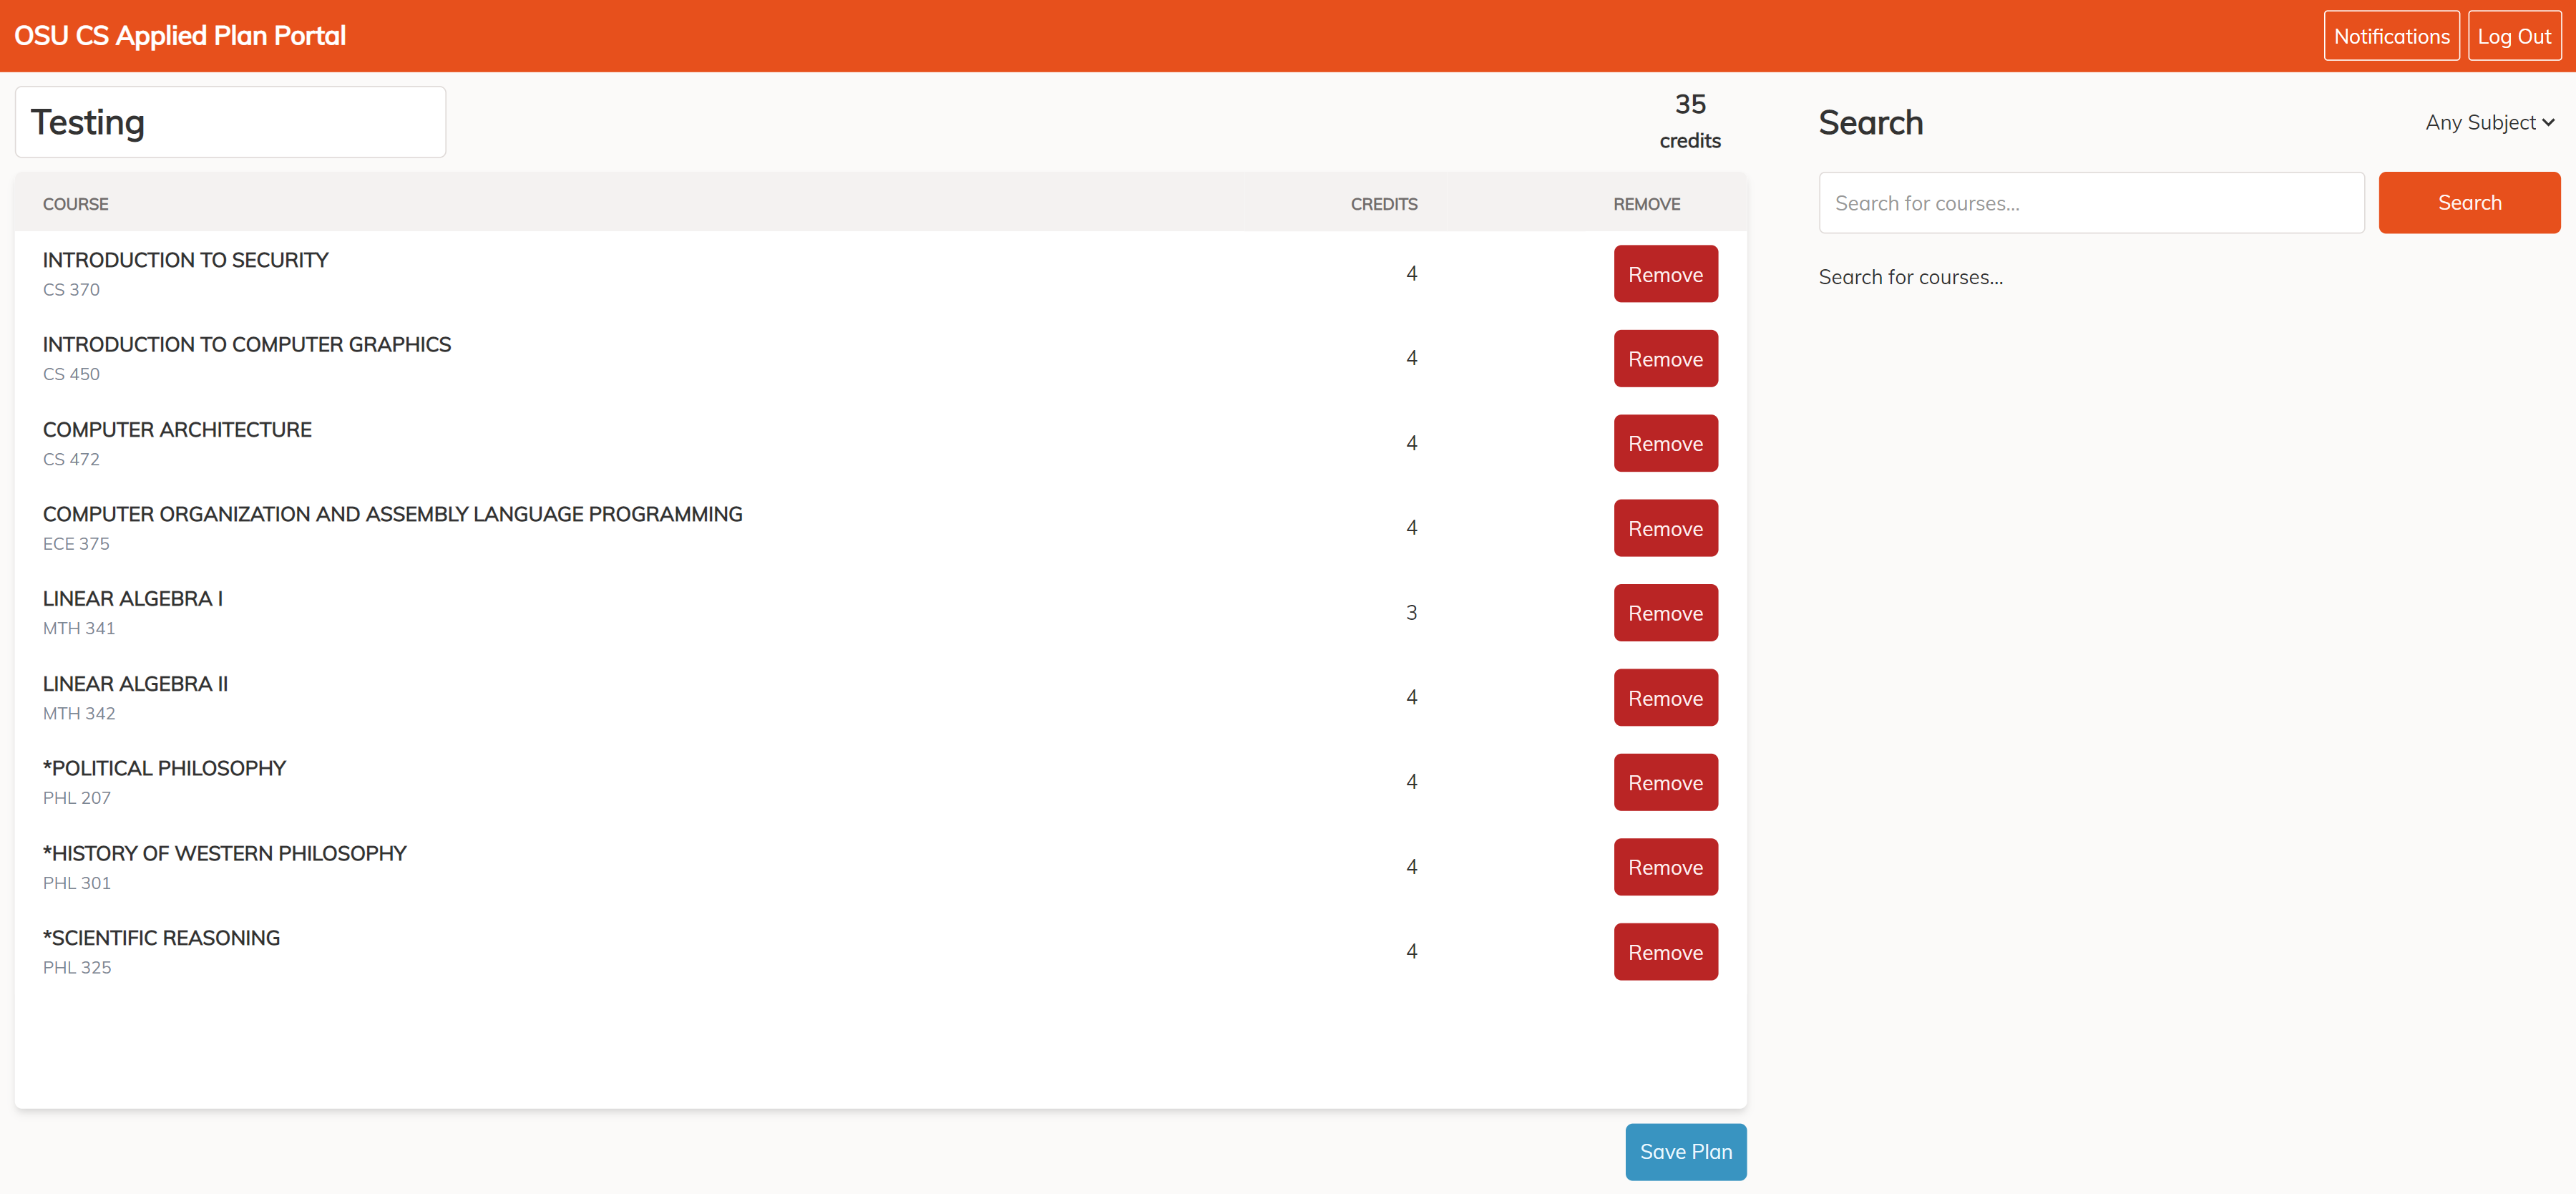 OSU CS Applied Plan Portal
Notifications
Log Out
Testing
35
credits
Search
Any Subject
COURSE
CREDITS
REMOVE
Search for courses...
Search
Search for courses...
INTRODUCTION TO SECURITY
CS 370
4
Remove
INTRODUCTION TO COMPUTER GRAPHICS
CS 450
4
Remove
COMPUTER ARCHITECTURE
CS 472
4
Remove
COMPUTER ORGANIZATION AND ASSEMBLY LANGUAGE PROGRAMMING
ECE 375
4
Remove
LINEAR ALGEBRA I
MTH 341
3
Remove
LINEAR ALGEBRA II
MTH 342
4
Remove
*POLITICAL PHILOSOPHY
PHL 207
4
Remove
*HISTORY OF WESTERN PHILOSOPHY
PHL 301
4
Remove
*SCIENTIFIC REASONING
PHL 325
4
Remove
Save Plan